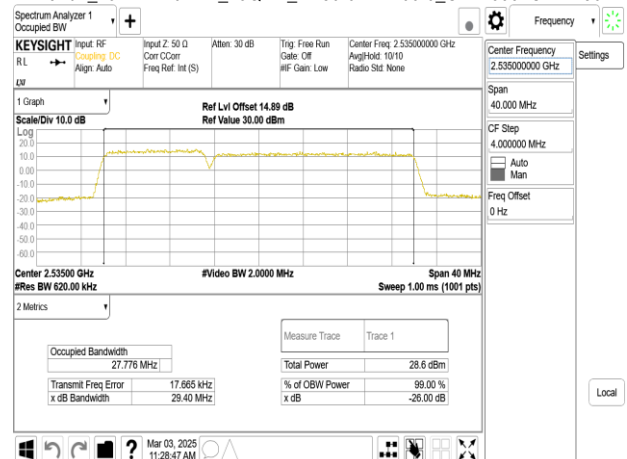 Spectrum Analyzer 1
Occupied BW
Frequency
KEYSIGHT
RL
LXI
Input: RF
Coupling: DC
Align: Auto
Input Z: 50 Ω
Corr CCorr
Freq Ref: Int (S)
Atten: 30 dB
Trig: Free Run
Gate: Off
#IF Gain: Low
Center Freq: 2.535000000 GHz
Avg|Hold: 10/10
Radio Std: None
Center Frequency
2.535000000 GHz
Settings
Span
40.000 MHz
CF Step
4.000000 MHz
Auto
Man
Freq Offset
0 Hz
1 Graph
Scale/Div 10.0 dB
Ref Lvl Offset 14.89 dB
Ref Value 30.00 dBm
Log
20.0
10.0
0.00
-10.0
-20.0
-30.0
-40.0
-50.0
-60.0
Center 2.53500 GHz
#Res BW 620.00 kHz
#Video BW 2.0000 MHz
Span 40 MHz
Sweep 1.00 ms (1001 pts)
2 Metrics
Measure Trace Trace 1
Occupied Bandwidth
27.776 MHz
Total Power 28.6 dBm
Transmit Freq Error 17.665 kHz
% of OBW Power 99.00 %
x dB Bandwidth 29.40 MHz
x dB -26.00 dB
Local
?
Mar 03, 2025
11:28:47 AM